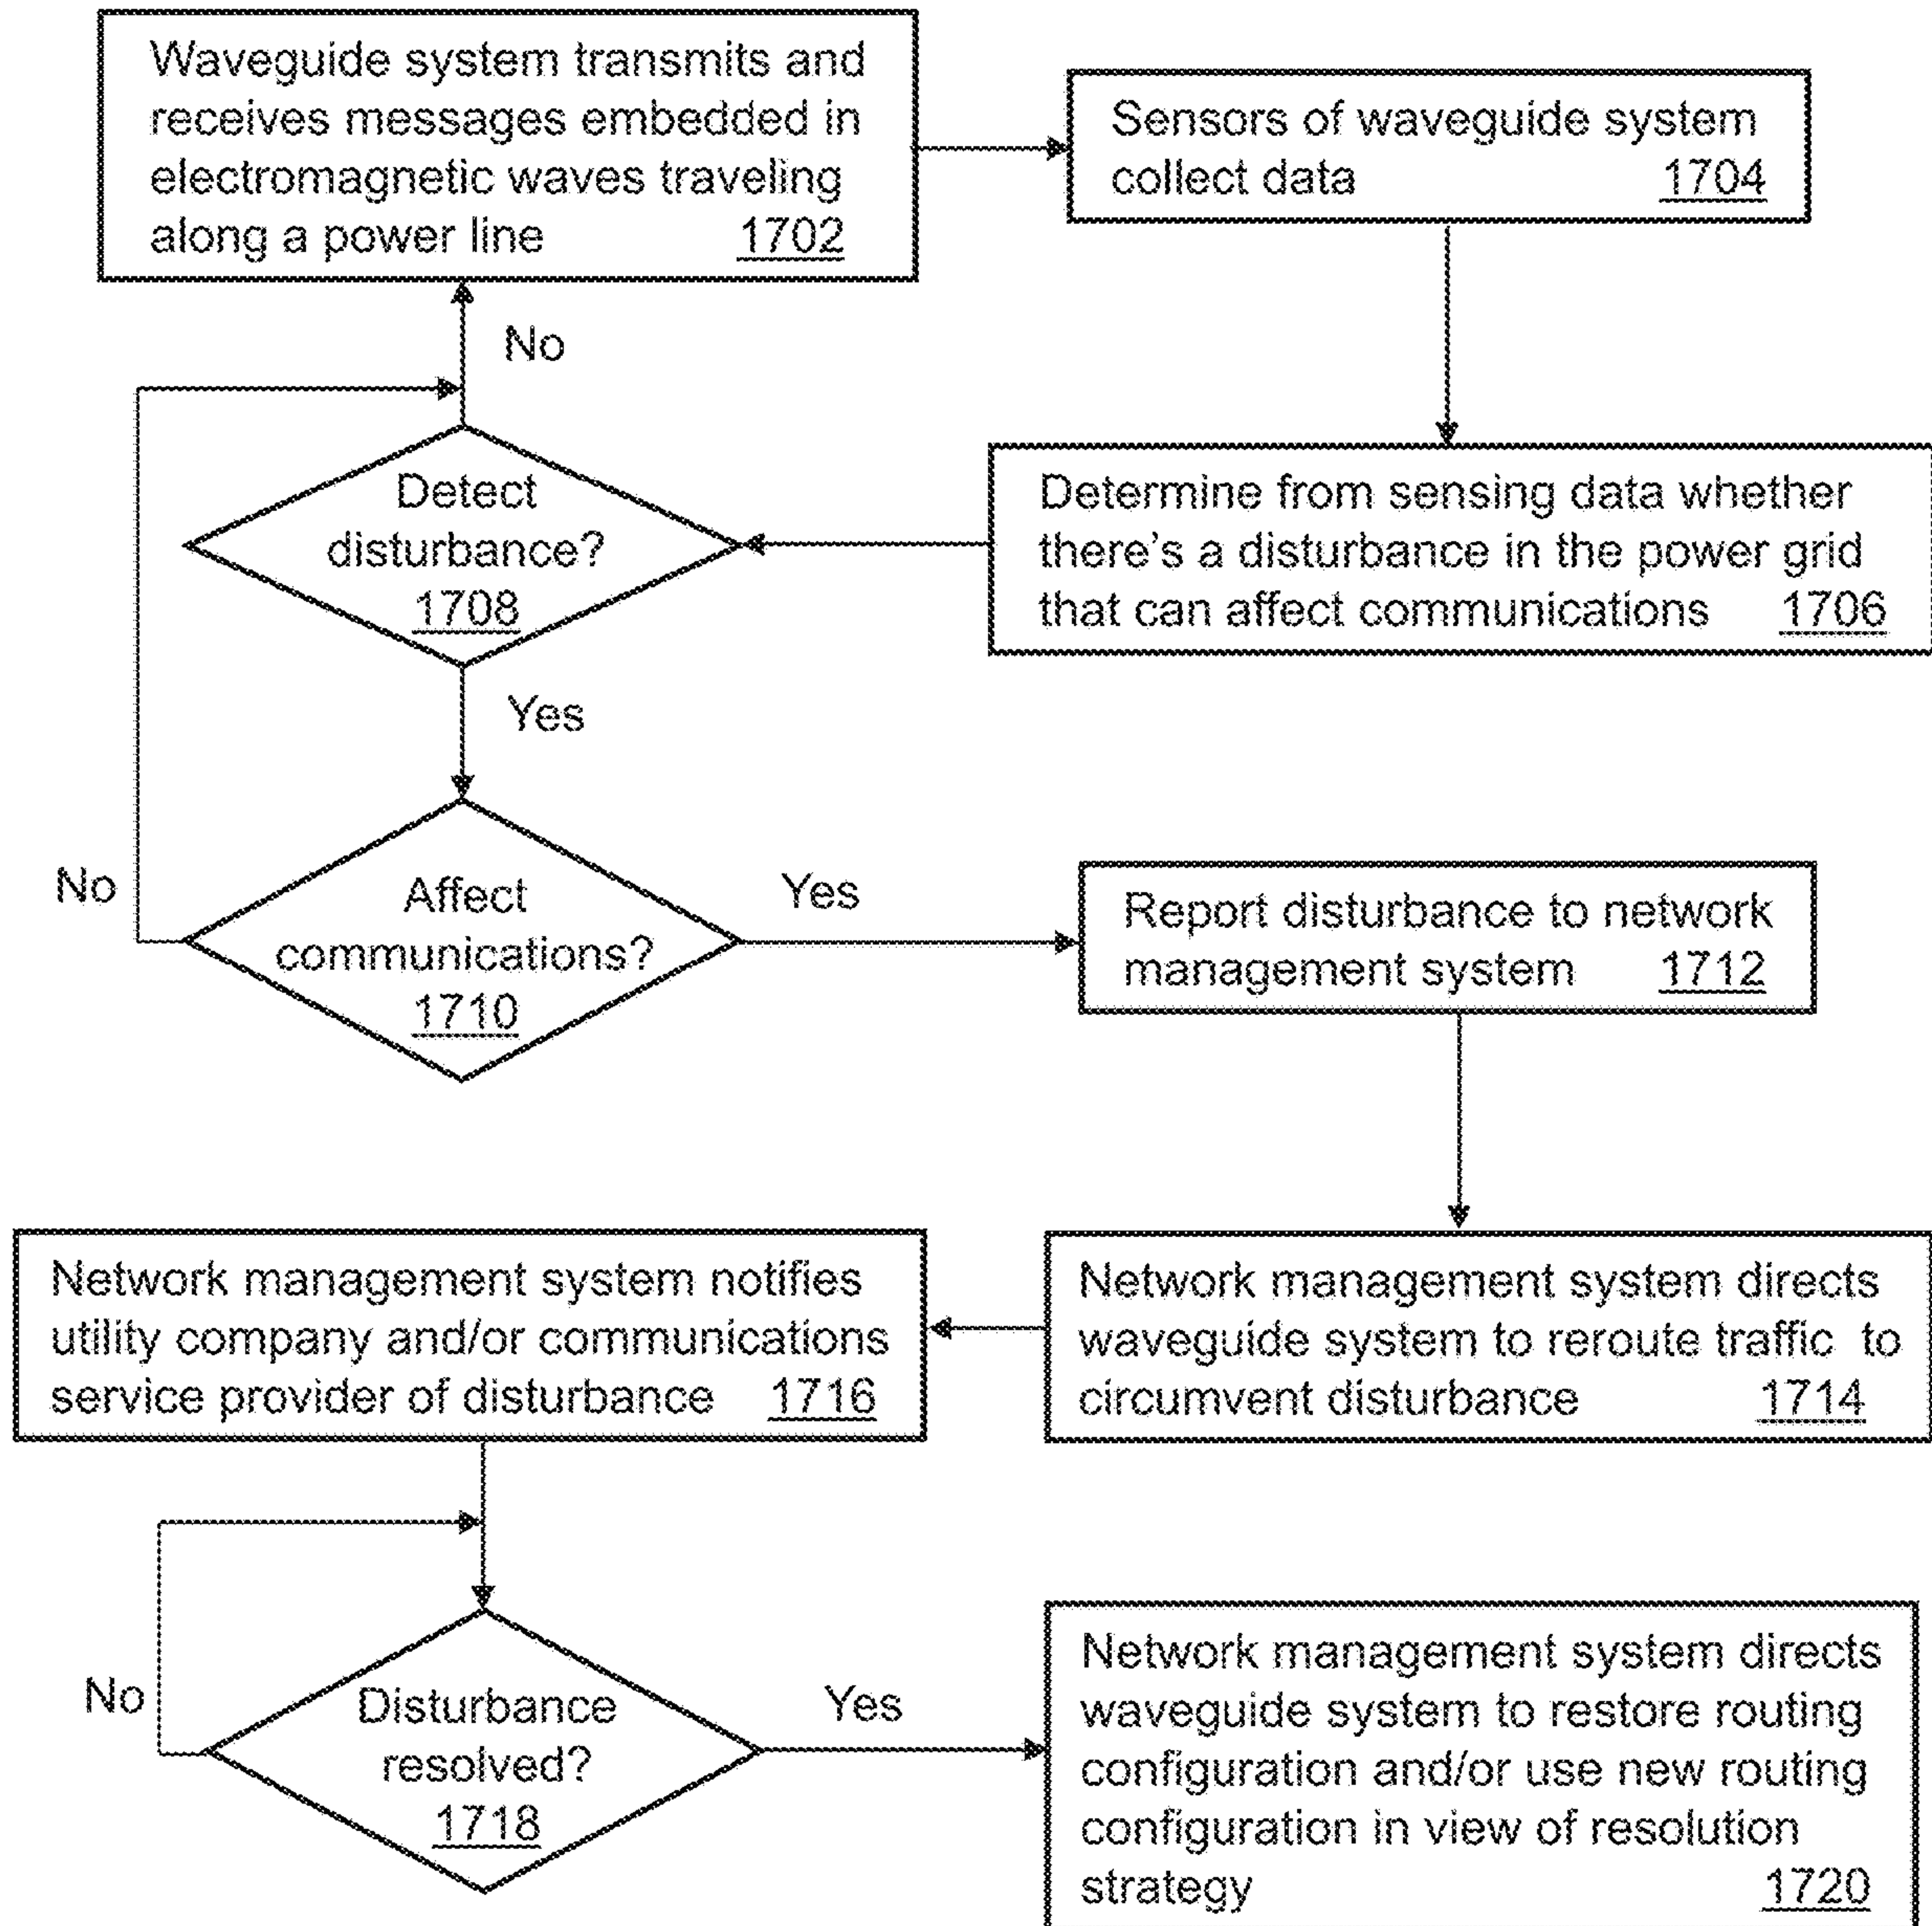 Waveguide system transmits and
receives messages embedded in
electromagnetic waves traveling
along a power line 1702
Sensors of waveguide system
collect data 1704
No
Detect
disturbance?
1708
Determine from sensing data whether
there's a disturbance in the power grid
that can affect communications 1706
Yes
No
Affect
communications?
1710
Yes
Report disturbance to network
management system 1712
Network management system notifies
utility company and/or communications
service provider of disturbance 1716
Network management system directs
waveguide system to reroute traffic to
circumvent disturbance 1714
No
Disturbance
resolved?
1718
Yes
Network management system directs
waveguide system to restore routing
configuration and/or use new routing
configuration in view of resolution
strategy 1720